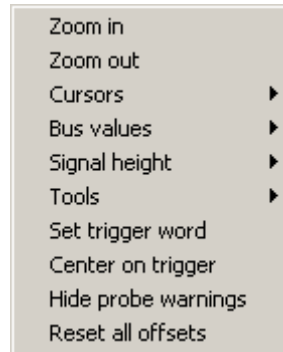 Zoom in
Zoom out
Cursors
Bus values
Signal height
Tools
Set trigger word
Center on trigger
Hide probe warnings
Reset all offsets